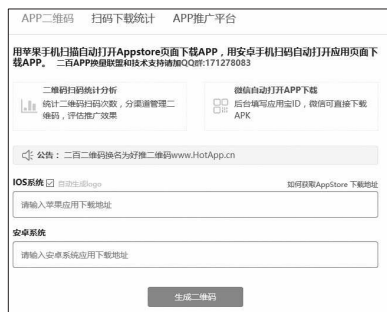 APP二维码 扫码下载统计 APP推广平台
用苹果手机扫描自动打开Appstore页面下载APP，用安卓手机扫码自动打开应用页面下
载APP。 二百APP换量联盟和技术支持请加QQ群:171278083
二维码扫码统计分析
统计二维码扫码次数，分渠道管理二
维码，评估推广效果
微信自动打开APP下载
后台填写应用宝ID，微信可直接下载
APK
公告： 二百二维码换名为好推二维码www.HotApp.cn
IOS系统 自动生成logo 如何获取AppStore 下载地址
请输入苹果应用下载地址
安卓系统
请输入安卓系统应用下载地址
生成二维码